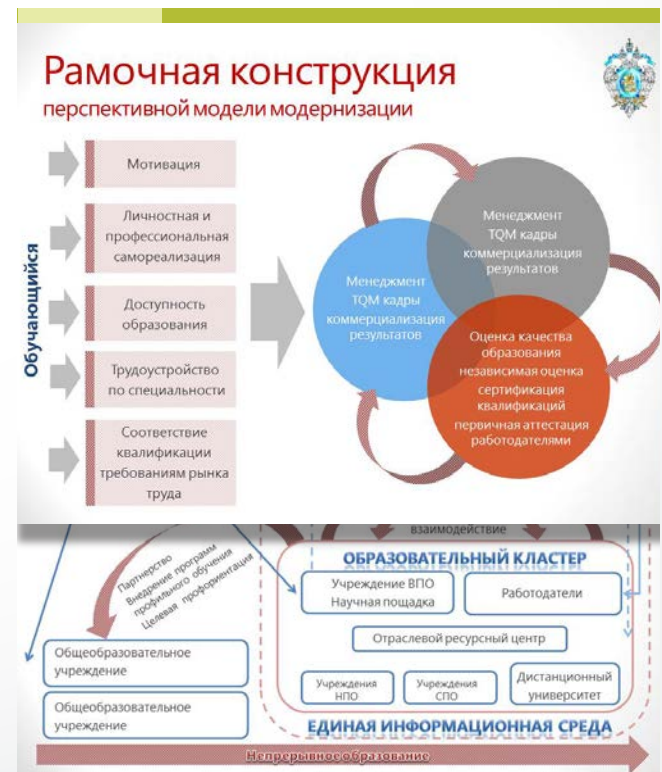 Рамочная конструкция
перспективной модели модернизации
Обучающийся
Мотивация
Личностная и
профессиональная
самореализация
Доступность
образования
Трудоустройство
по специальности
Соответствие
квалификации
требованиям рынка
труда
Менеджмент
TQM кадры
коммерциализация
результатов
Менеджмент
TQM кадры
коммерциализация
результатов
Оценка качества
образования
независимая оценка
сертификация
квалификаций
первичная аттестация
работодателями
взаимодействие
Партнерство
Внедрение программ
профильного обучения
Целевая профориентация
Общеобразовательное
учреждение
Общеобразовательное
учреждение
ОБРАЗОВАТЕЛЬНЫЙ КЛАСТЕР
Учреждение ВПО
Научная пощадка
Работодатели
Отраслевой ресурсный центр
Учреждения
НПО
Учреждения
СПО
Дистанционный
университет
ЕДИНАЯ ИНФОРМАЦИОННАЯ СРЕДА
Непрерывное образование